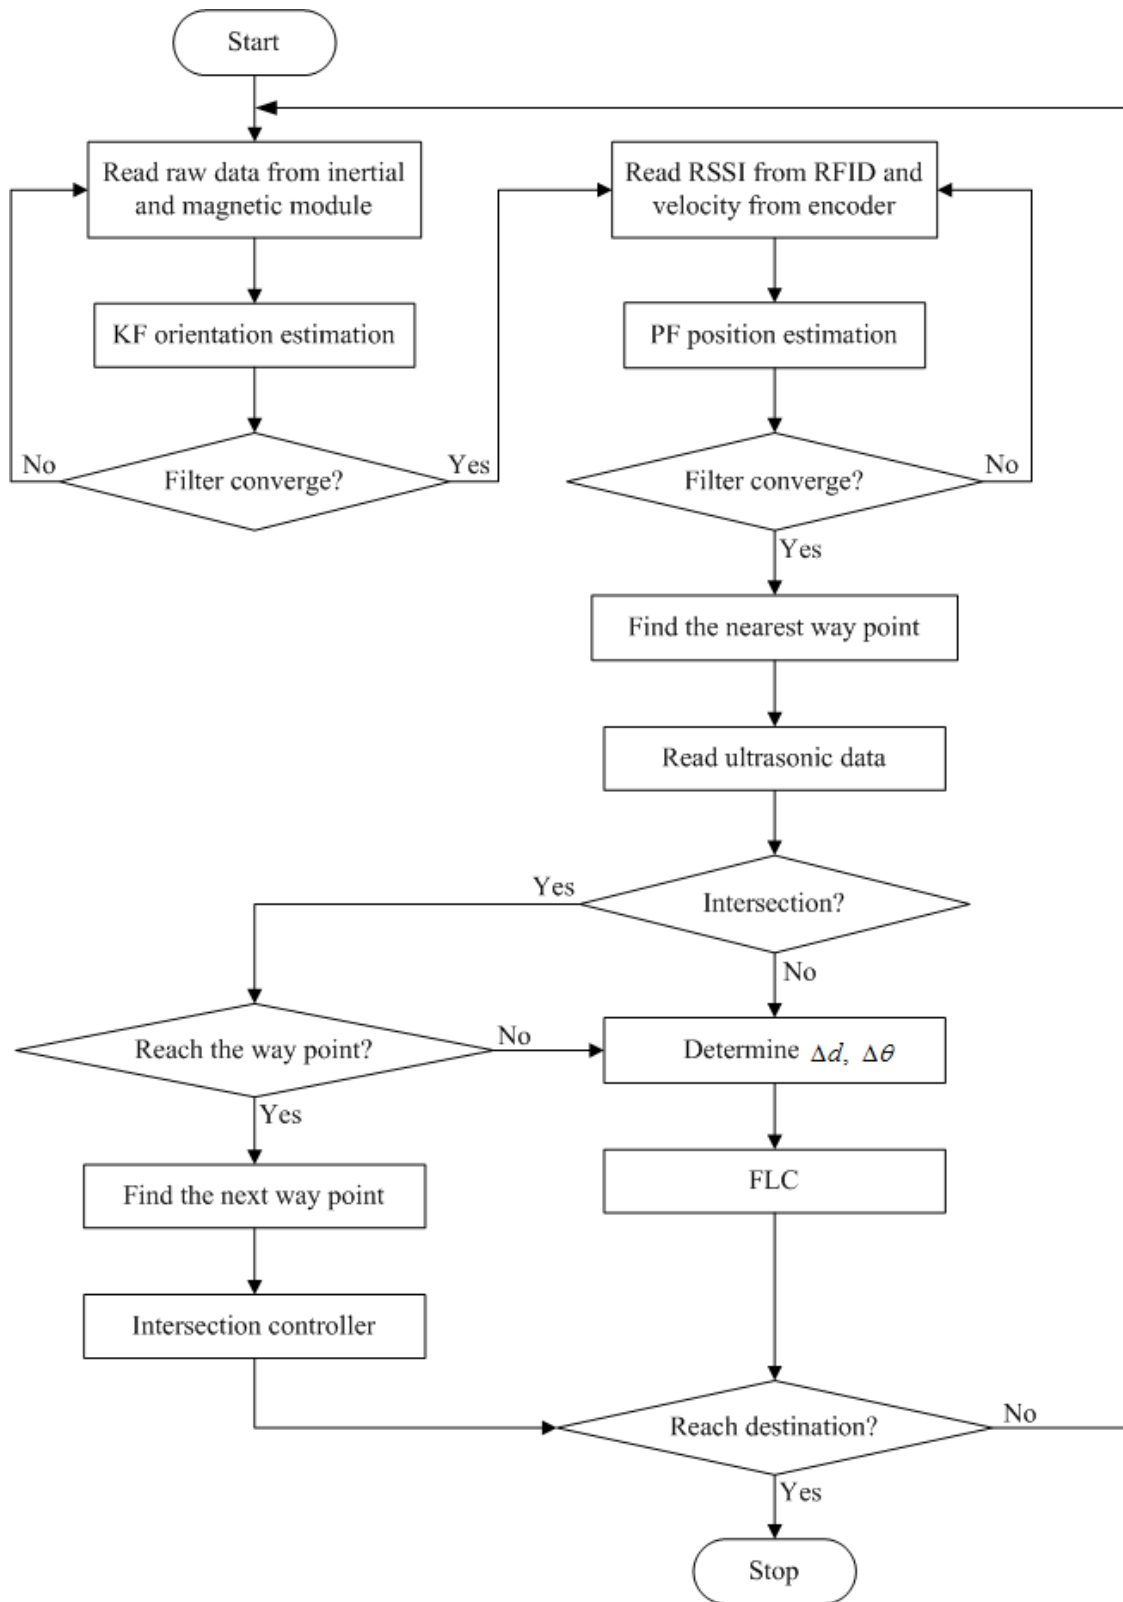 Start
Read raw data from inertial
and magnetic module
KF orientation estimation
Filter converge?
No
Yes
Read RSSI from RFID and
velocity from encoder
PF position estimation
Filter converge?
No
Yes
Find the nearest way point
Read ultrasonic data
Intersection?
Yes
No
Reach the way point?
No
Yes
Determine Δd, Δθ
Find the next way point
FLC
Intersection controller
Reach destination?
No
Yes
Stop